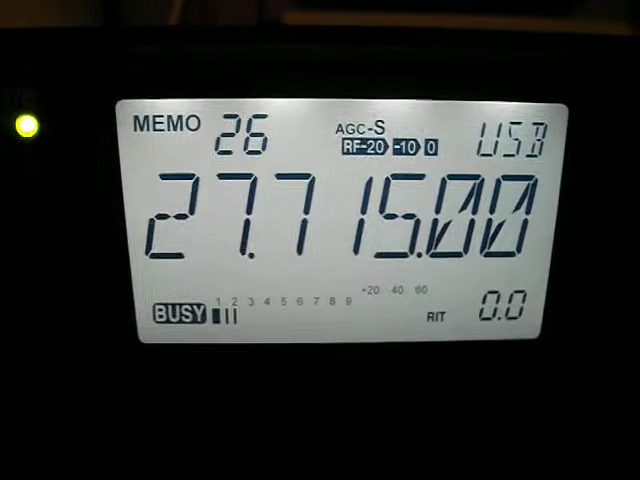 MEMO 26 AGC-S USB
RF-20 -10 0
27.715.00
+20 40 60
1 2 3 4 5 6 7 8 9
BUSY RIT 0.0